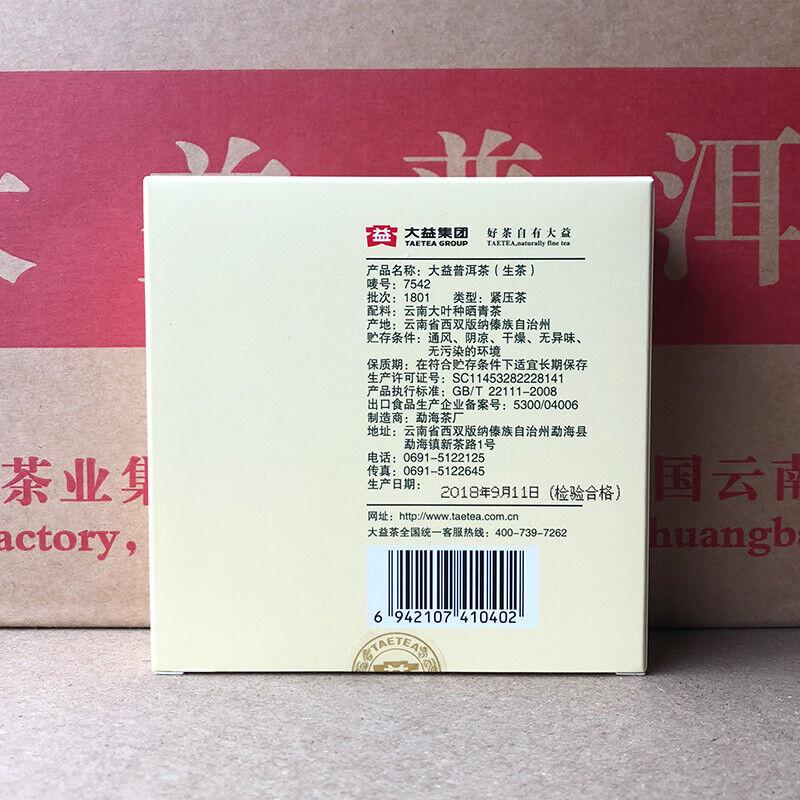 大益普洱
益
大益集团
TAETEA GROUP
好茶自有大益
TAETEA,naturally fine tea
产品名称：大益普洱茶（生茶）
唛号：7542
批次：1801 类型：紧压茶
配料：云南大叶种晒青茶
产地：云南省西双版纳傣族自治州
贮存条件：通风、阴凉、干燥、无异味、
无污染的环境
保质期：在符合贮存条件下适宜长期保存
生产许可证号：SC11453282228141
产品执行标准：GB/T 22111-2008
出口食品生产企业备案号：5300/04006
制造商：勐海茶厂
地址：云南省西双版纳傣族自治州勐海县
勐海镇新茶路1号
电话：0691-5122125
传真：0691-5122645
生产日期： 2018年9月11日（检验合格）
网址：http://www.taetea.com.cn
大益茶全国统一客服热线：400-739-7262
6 942107 410402
TAETEA
益
茶业集
国云南
actory,
huangba